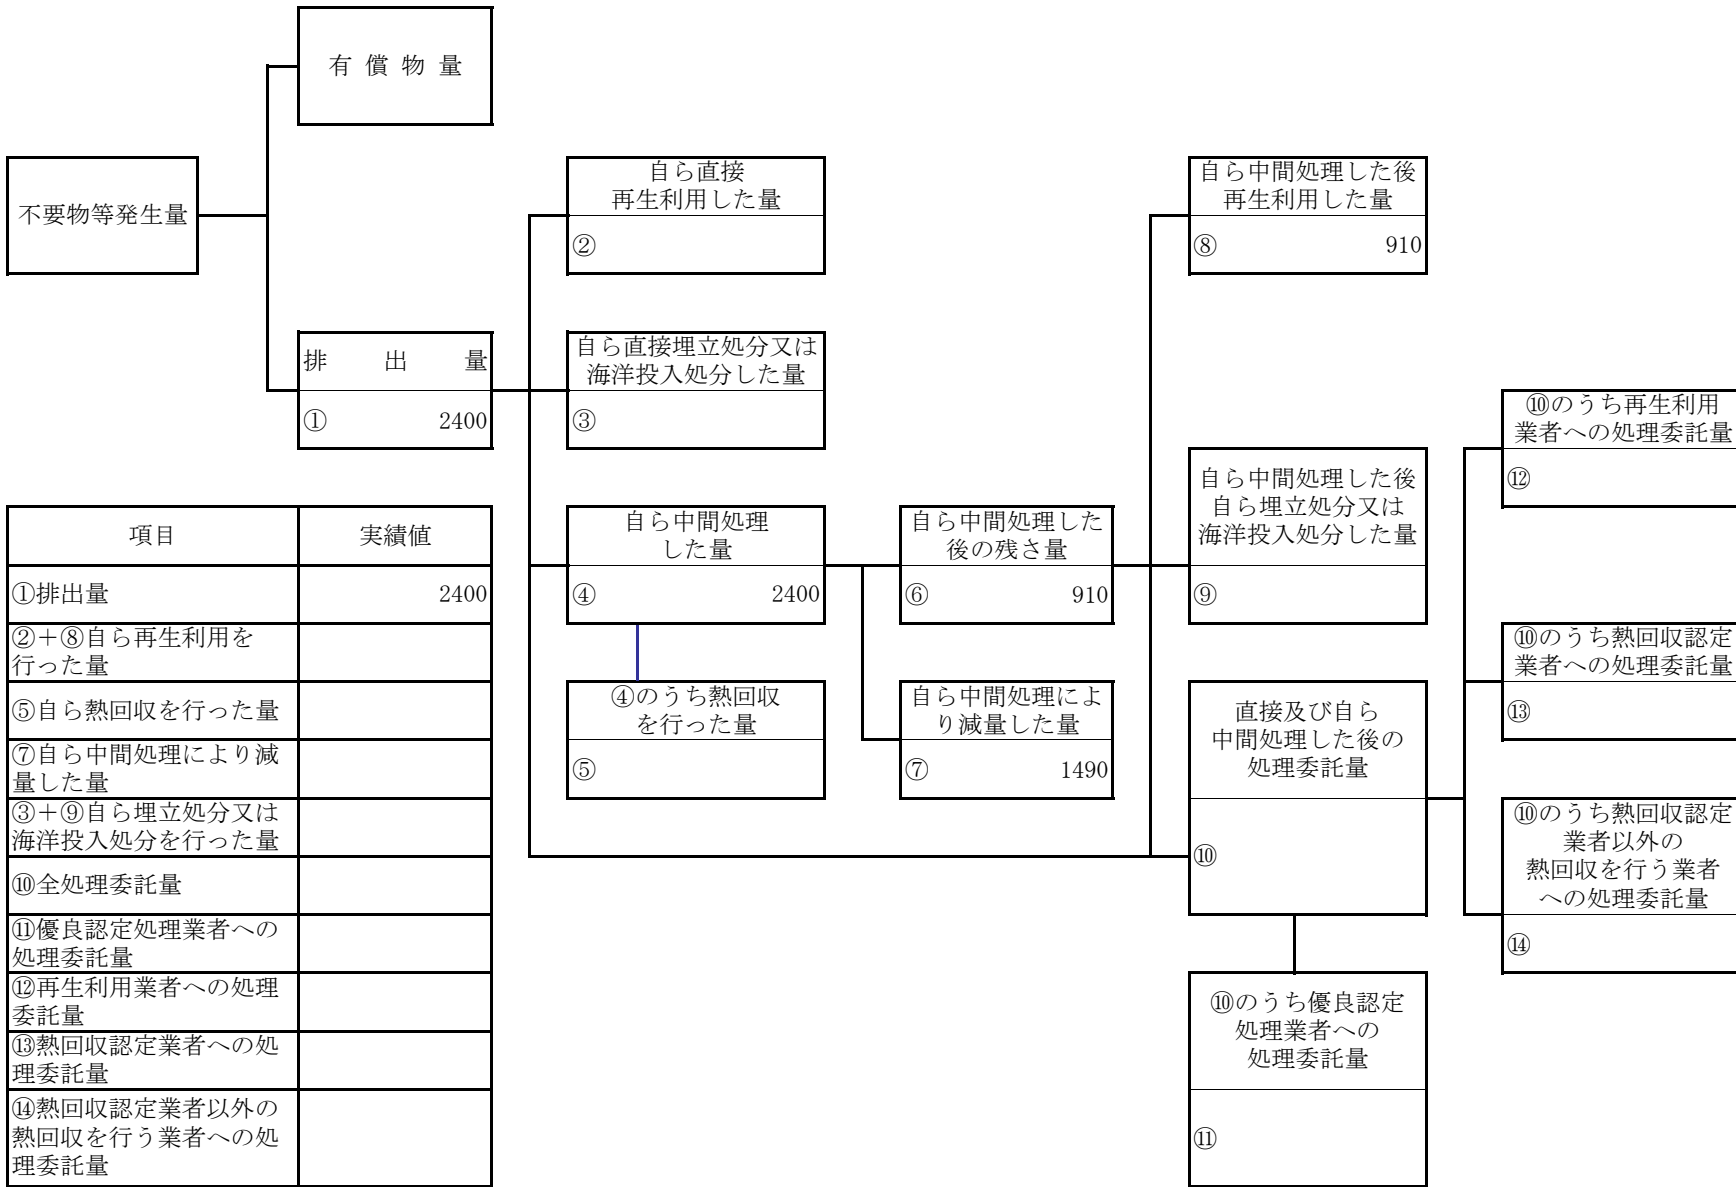 有 償 物 量
不要物等発生量
自ら直接
再生利用した量
②
自ら中間処理した後
再生利用した量
⑧ 910
排 出 量
① 2400
自ら直接埋立処分又は
海洋投入処分した量
③
⑩のうち再生利用
業者への処理委託量
⑫
自ら中間処理した後
自ら埋立処分又は
海洋投入処分した量
⑨
自ら中間処理
した量
④ 2400
自ら中間処理した
後の残さ量
⑥ 910
④のうち熱回収
を行った量
⑤
自ら中間処理によ
り減量した量
⑦ 1490
直接及び自ら
中間処理した後の
処理委託量
⑩
⑩のうち熱回収認定
業者への処理委託量
⑬
⑩のうち熱回収認定
業者以外の
熱回収を行う業者
への処理委託量
⑭
⑩のうち優良認定
処理業者への
処理委託量
⑪
項目 実績値
①排出量 2400
②＋⑧自ら再生利用を
行った量
⑤自ら熱回収を行った量
⑦自ら中間処理により減
量した量
③＋⑨自ら埋立処分又は
海洋投入処分を行った量
⑩全処理委託量
⑪優良認定処理業者への
処理委託量
⑫再生利用業者への処理
委託量
⑬熱回収認定業者への処
理委託量
⑭熱回収認定業者以外の
熱回収を行う業者への処
理委託量